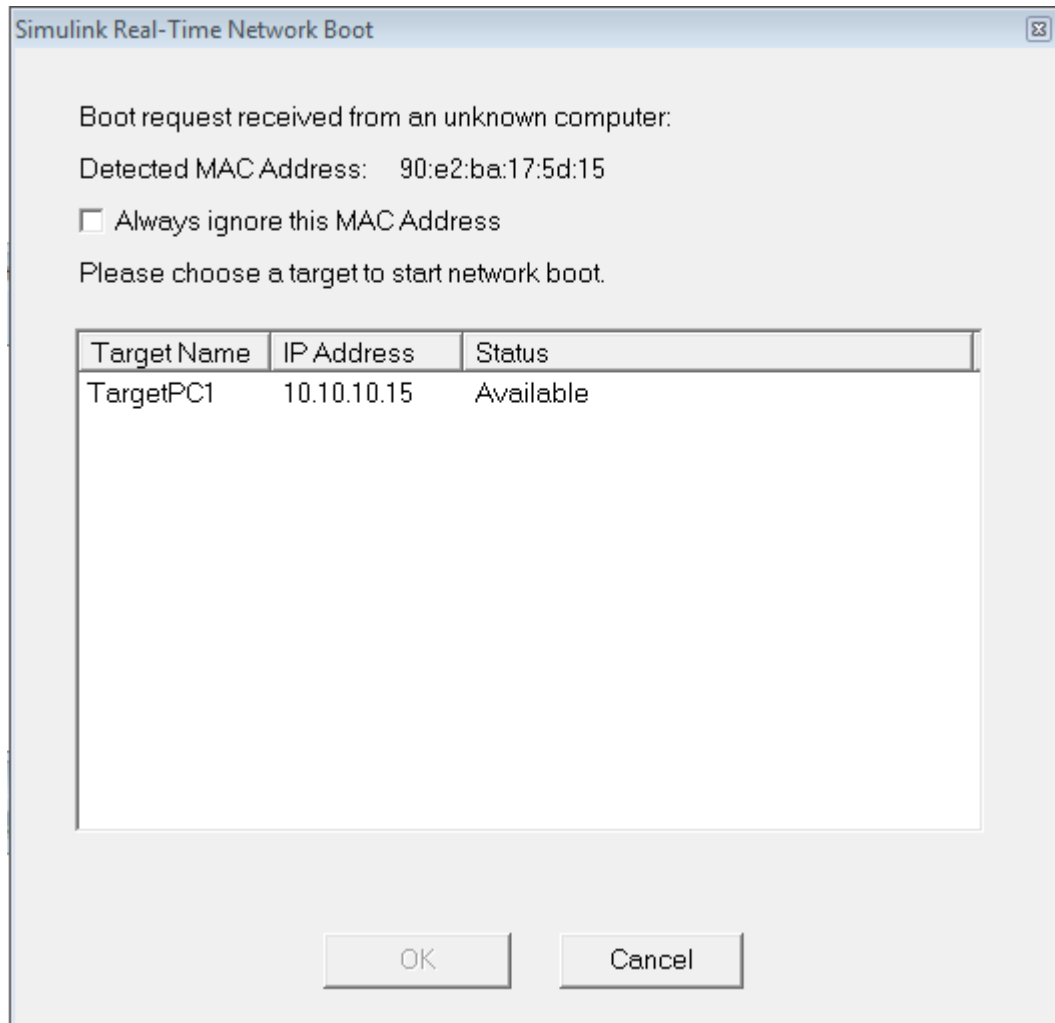 Simulink Real-Time Network Boot
Boot request received from an unknown computer:
Detected MAC Address: 90:e2:ba:17:5d:15
Always ignore this MAC Address
Please choose a target to start network boot.
Target Name IP Address Status
TargetPC1 10.10.10.15 Available
OK Cancel